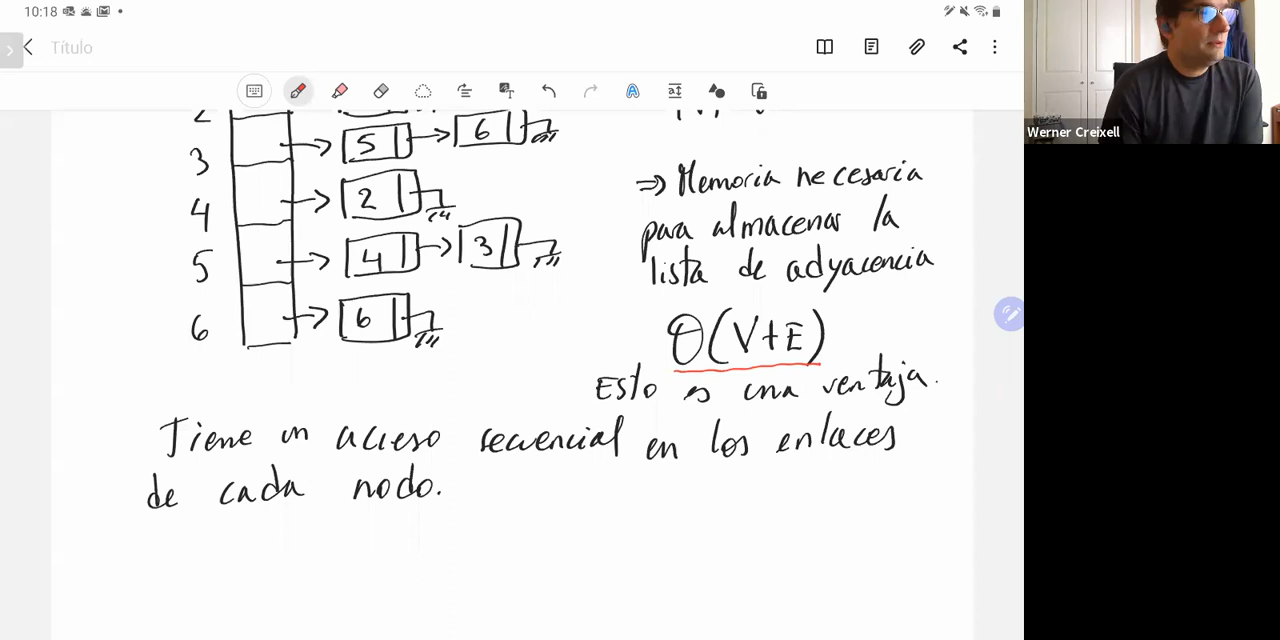 10:18
Título
Werner Creixell
2
3 5 6
4 2
5 4 3
6 6
⇒ Memoria necesaria
para almacenar la
lista de adyacencia
Θ(V+E)
Esto es una ventaja.
Tiene un acceso secuencial en los enlaces
de cada nodo.